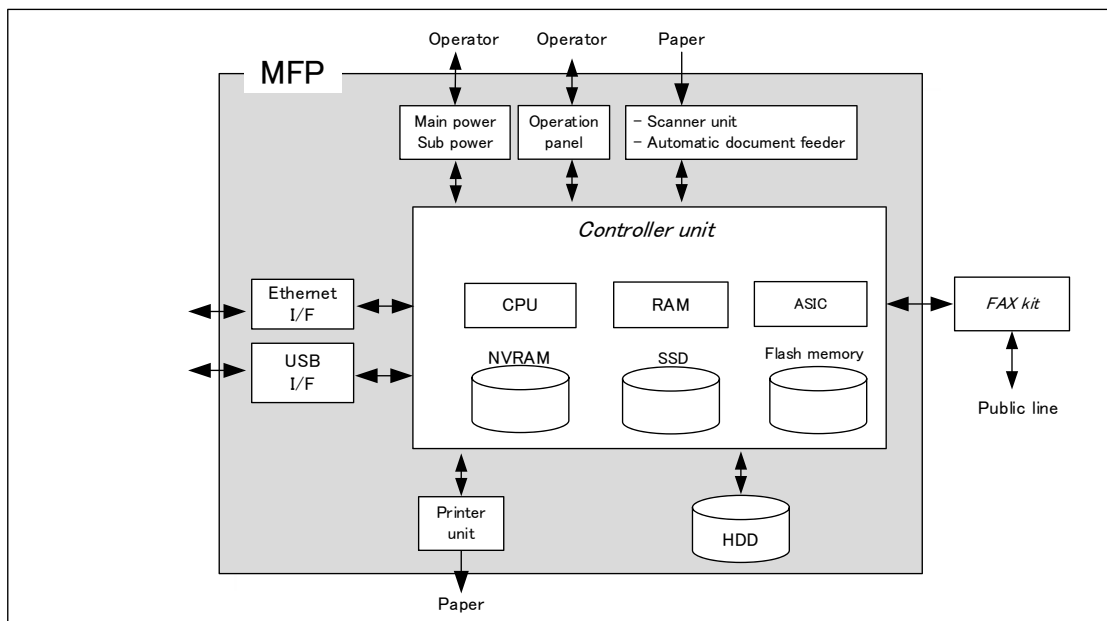 Operator
Operator
Paper
MFP
Main power
Sub power
Operation
panel
- Scanner unit
- Automatic document feeder
Controller unit
Ethernet
I/F
CPU
RAM
ASIC
FAX kit
USB
I/F
NVRAM
SSD
Flash memory
Public line
Printer
unit
HDD
Paper